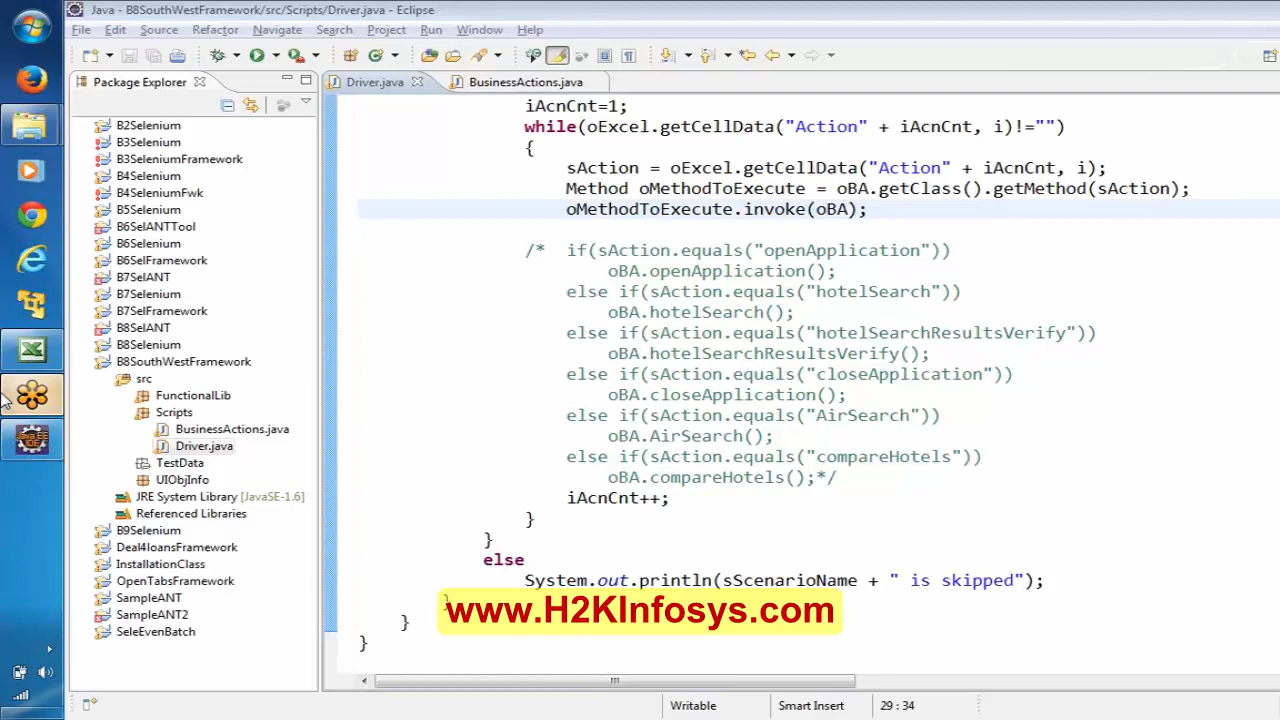 Java - B8SouthWestFramework/src/Scripts/Driver.java - Eclipse
File Edit Source Refactor Navigate Search Project Run Window Help
Package Explorer
Driver.java
BusinessActions.java
B2Selenium
B3Selenium
B3SeleniumFramework
B4Selenium
B4SeleniumFwk
B5Selenium
B6SelANTTool
B6Selenium
B6SelFramework
B7SelANT
B7Selenium
B7SelFramework
B8SelANT
B8Selenium
B8SouthWestFramework
src
FunctionalLib
Scripts
BusinessActions.java
Driver.java
TestData
UIObjInfo
JRE System Library [JavaSE-1.6]
Referenced Libraries
B9Selenium
Deal4loansFramework
InstallationClass
OpenTabsFramework
SampleANT
SampleANT2
SeleEvenBatch
iAcnCnt=1;
while(oExcel.getCellData("Action" + iAcnCnt, i)!="")
{
sAction = oExcel.getCellData("Action" + iAcnCnt, i);
Method oMethodToExecute = oBA.getClass().getMethod(sAction);
oMethodToExecute.invoke(oBA);
/* if(sAction.equals("openApplication"))
oBA.openApplication();
else if(sAction.equals("hotelSearch"))
oBA.hotelSearch();
else if(sAction.equals("hotelSearchResultsVerify"))
oBA.hotelSearchResultsVerify();
else if(sAction.equals("closeApplication"))
oBA.closeApplication();
else if(sAction.equals("AirSearch"))
oBA.AirSearch();
else if(sAction.equals("compareHotels"))
oBA.compareHotels();*/
iAcnCnt++;
}
}
else
System.out.println(sScenarioName + " is skipped");
}
www.H2KInfosys.com
}
}
Writable
Smart Insert
29 : 34